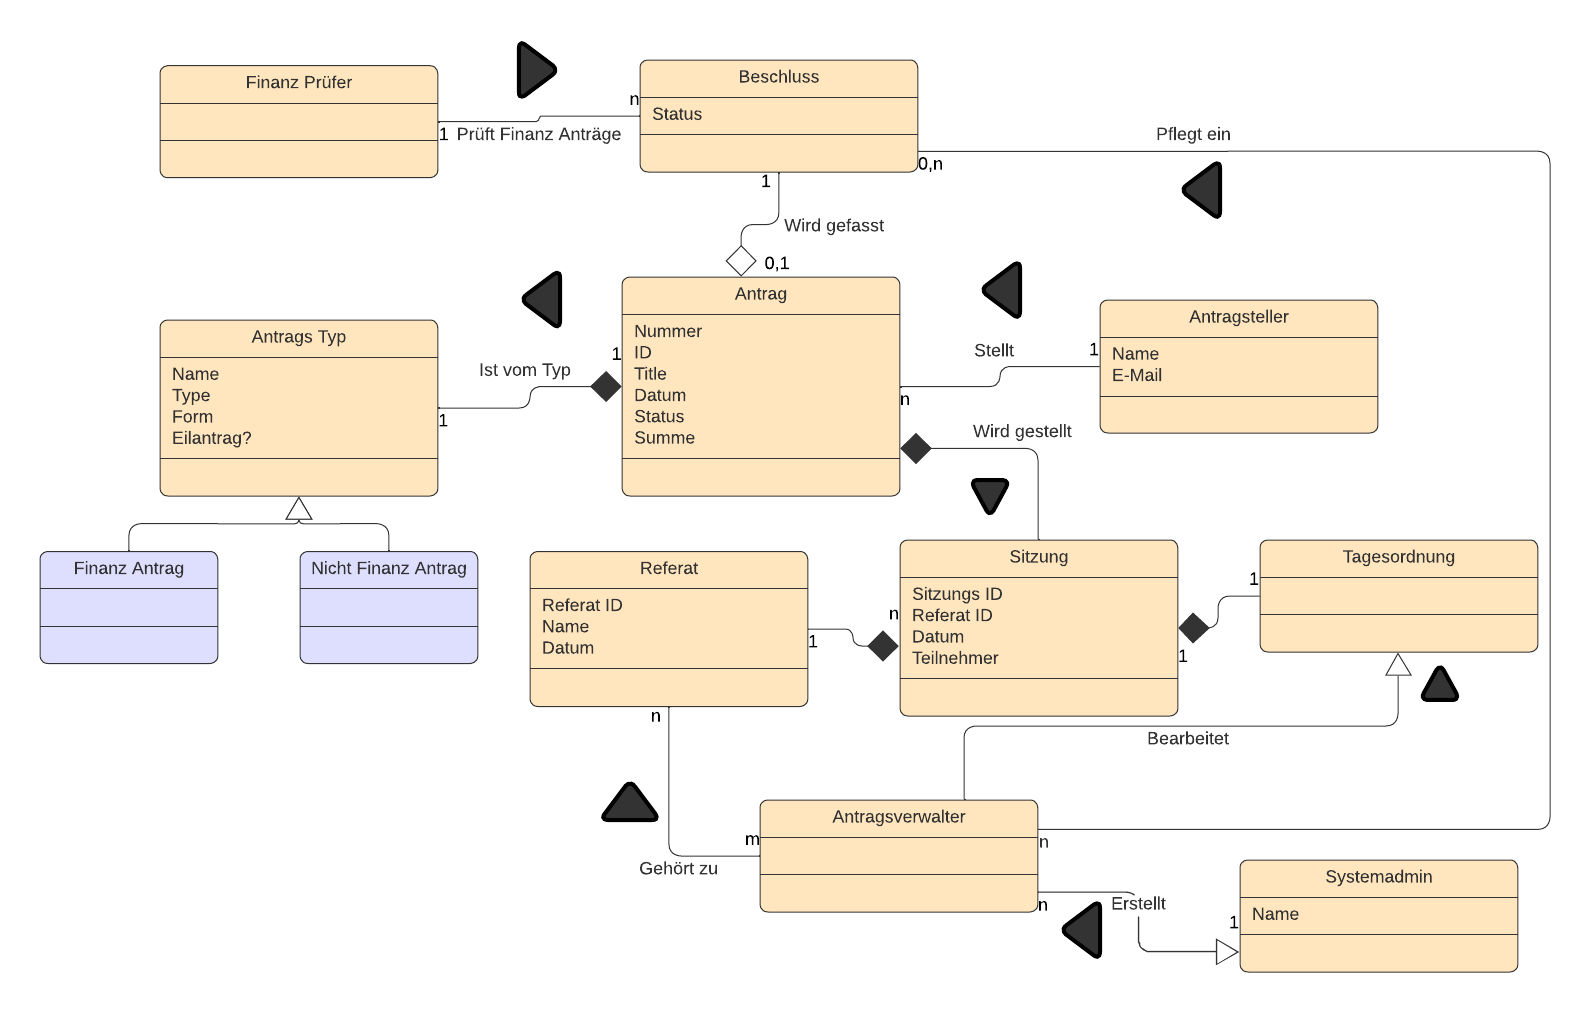 Finanz Prüfer
1
Prüft Finanz Anträge
n
Beschluss
Status
1
0,n
Pflegt ein
Wird gefasst
0,1
Antrag
Nummer
ID
Title
Datum
Status
Summe
1
Ist vom Typ
1
Antrags Typ
Name
Type
Form
Eilantrag?
Stellt
1
n
Antragsteller
Name
E-Mail
Wird gestellt
Finanz Antrag
Nicht Finanz Antrag
Referat
Referat ID
Name
Datum
1
n
Sitzung
Sitzungs ID
Referat ID
Datum
Teilnehmer
1
1
Tagesordnung
n
Bearbeitet
Gehört zu
m
Antragsverwalter
n
n
Erstellt
1
Systemadmin
Name